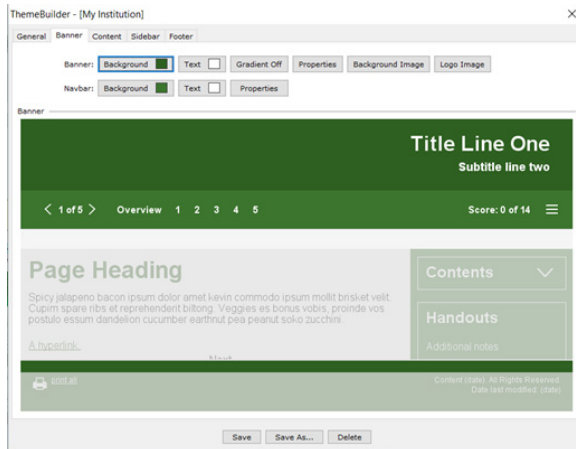 ThemeBuilder - [My Institution]
General Banner Content Sidebar Footer
Banner: Background Text Gradient Off Properties Background Image Logo Image
Navbar: Background Text Properties
Banner
Title Line One
Subtitle line two
< 1 of 5 > Overview 1 2 3 4 5 Score: 0 of 14
Page Heading
Spicy jalapeno bacon ipsum dolor amet kevin commodo ipsum mollit brisket velit.
Cupim spare ribs et reprehenderit biltong. Veggies es bonus vobis, proinde vos
postulo essum dandelion cucumber earthnut pea peanut soko zucchini.
A hyperlink.
Contents
Handouts
Additional notes
print all
Content (date). All Rights Reserved.
Date last modified: (date)
Save Save As... Delete